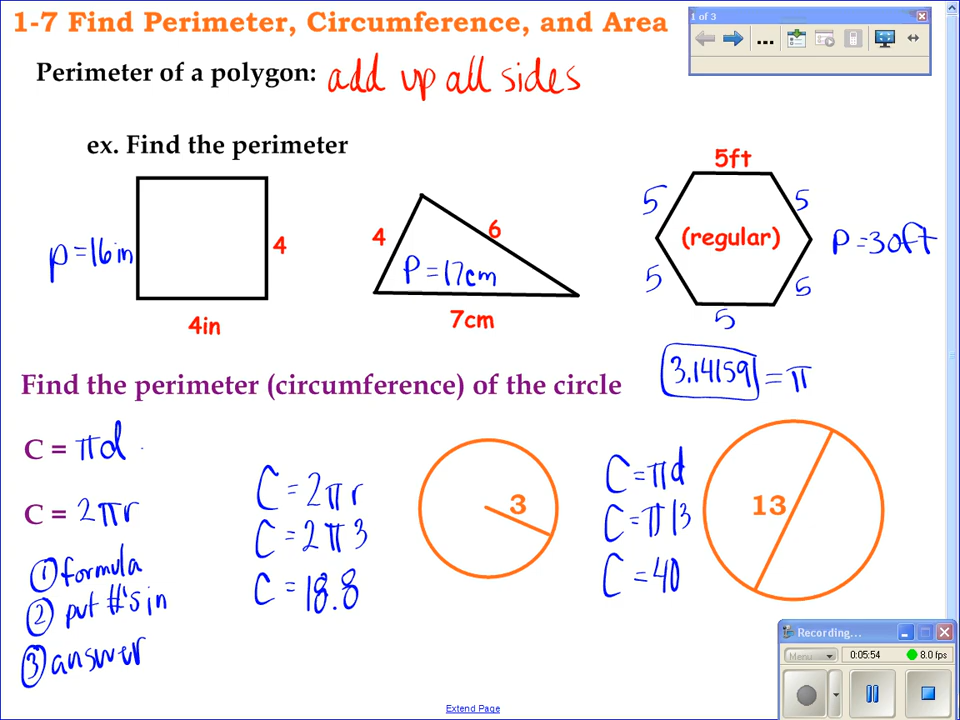 1-7 Find Perimeter, Circumference, and Area
1 of 3
Perimeter of a polygon: add up all sides
ex. Find the perimeter
P = 16in
4
4in
4
6
P = 17cm
7cm
5ft
5
5
(regular)
5
5
5
P = 30ft
3.14159 = π
Find the perimeter (circumference) of the circle
C = πd
C = 2πr
① formula
② put #'s in
③ answer
C = 2πr
C = 2π3
C = 18.8
3
C = πd
C = π13
C = 40
13
Recording...
Menu
0:05:54
8.0 fps
Extend Page